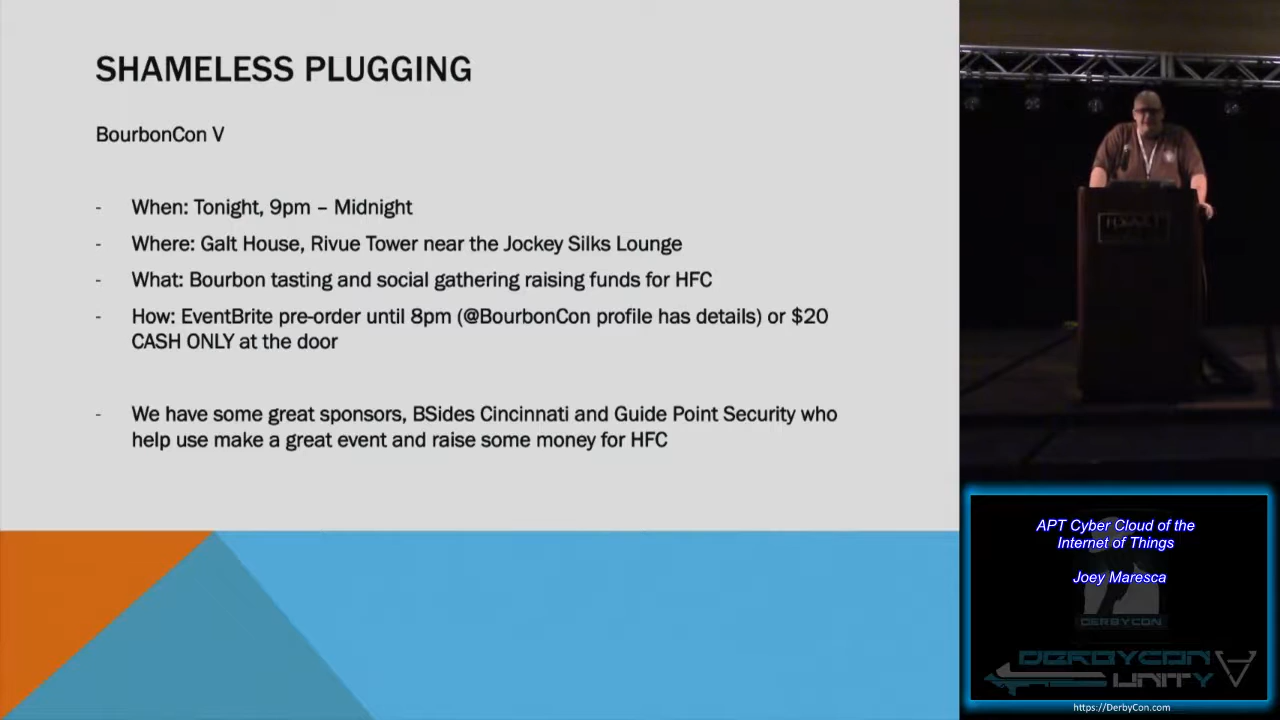 SHAMELESS PLUGGING
BourbonCon V
- When: Tonight, 9pm – Midnight
- Where: Galt House, Rivue Tower near the Jockey Silks Lounge
- What: Bourbon tasting and social gathering raising funds for HFC
- How: EventBrite pre-order until 8pm (@BourbonCon profile has details) or $20
CASH ONLY at the door
- We have some great sponsors, BSides Cincinnati and Guide Point Security who
help use make a great event and raise some money for HFC
HYATT
APT Cyber Cloud of the
Internet of Things
Joey Maresca
DERBYCON
DERBYCON
UNITY
https://DerbyCon.com